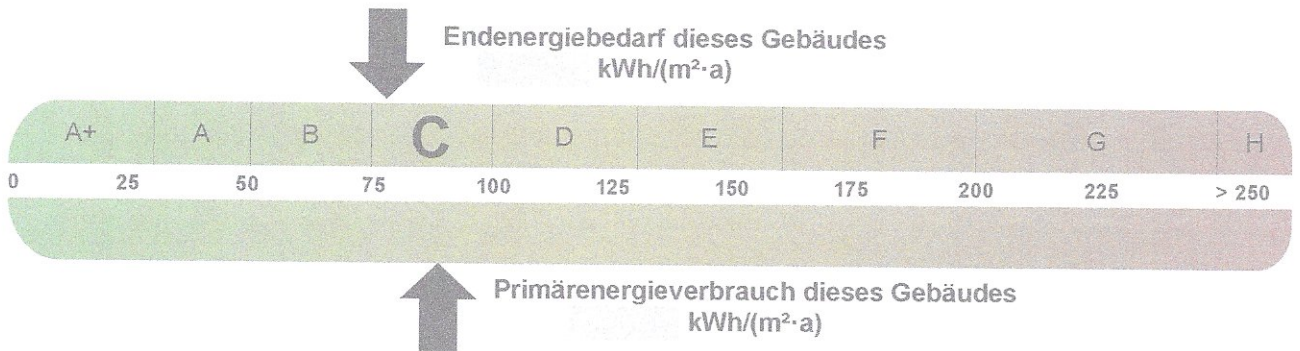 Endenergiebedarf dieses Gebäudes
kWh/(m²·a)
A+ A B C D E F G H
0 25 50 75 100 125 150 175 200 225 > 250
Primärenergieverbrauch dieses Gebäudes
kWh/(m²·a)